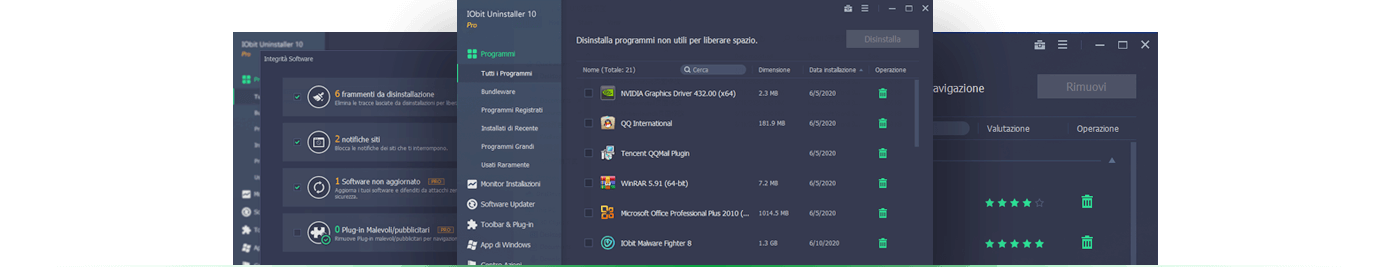 IObit Uninstaller 10
Pro
Integrità Software
6 frammenti da disinstallazione
Elimina le tracce lasciate da disinstallazioni per liberar
2 notifiche siti
Blocca le notifiche dei siti che ti interrompono.
1 Software non aggiornato PRO
Aggiorna i tuoi software e difenditi da attacchi
sicurezza.
0 Plug-in Malevoli/pubblicitari PRO
Rimuove Plug-in malevoli/pubblicitari per navigazione
IObit Uninstaller 10
Pro
Programmi
Tutti i Programmi
Bundleware
Programmi Registrati
Installati di Recente
Programmi Grandi
Usati Raramente
Monitor Installazioni
Software Updater
Toolbar & Plug-in
App di Windows
Centro Azioni
Disinstalla programmi non utili per liberare spazio.
Disinstalla
Nome (Totale: 21) Cerca Dimensione Data installazione Operazione
NVIDIA Graphics Driver 432.00 (x64) 2.3 MB 6/5/2020
QQ International 181.9 MB 6/5/2020
Tencent QQMail Plugin 6/5/2020
WinRAR 5.91 (64-bit) 7.2 MB 6/5/2020
Microsoft Office Professional Plus 2010 (... 1014.5 MB 6/5/2020
IObit Malware Fighter 8 1.3 GB 6/10/2020
avigazione
Rimuovi
Valutazione Operazione